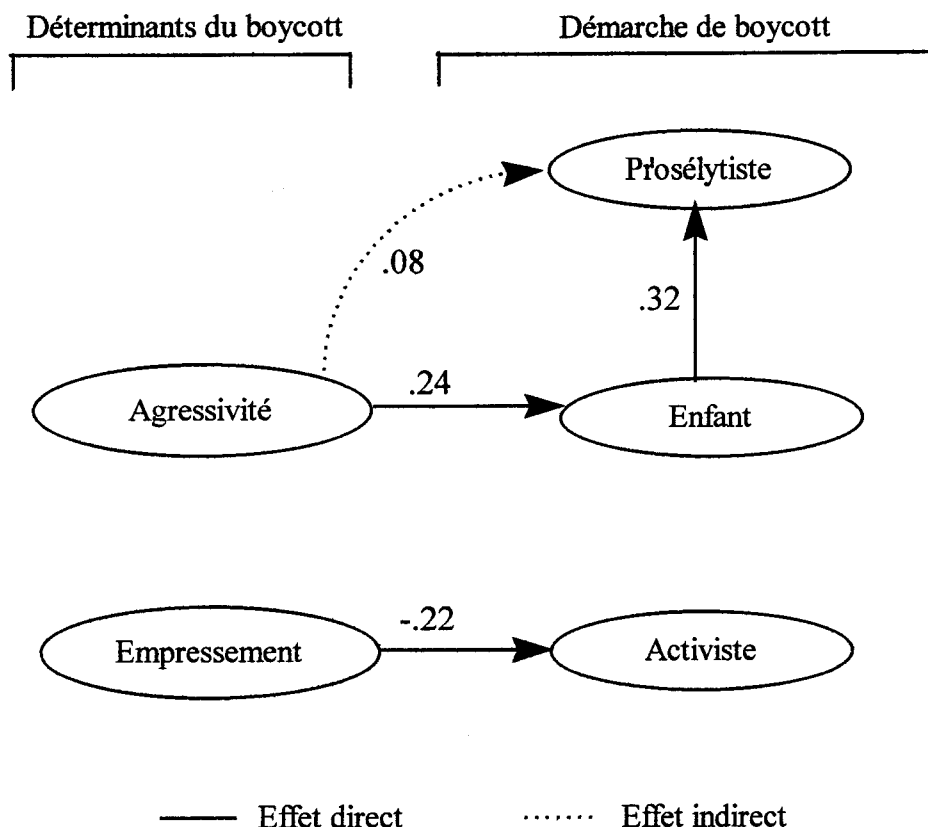 Déterminants du boycott
Démarche de boycott
Prosélytiste
.08
.32
.24
Agressivité
Enfant
-.22
Empressement
Activiste
Effet direct
Effet indirect